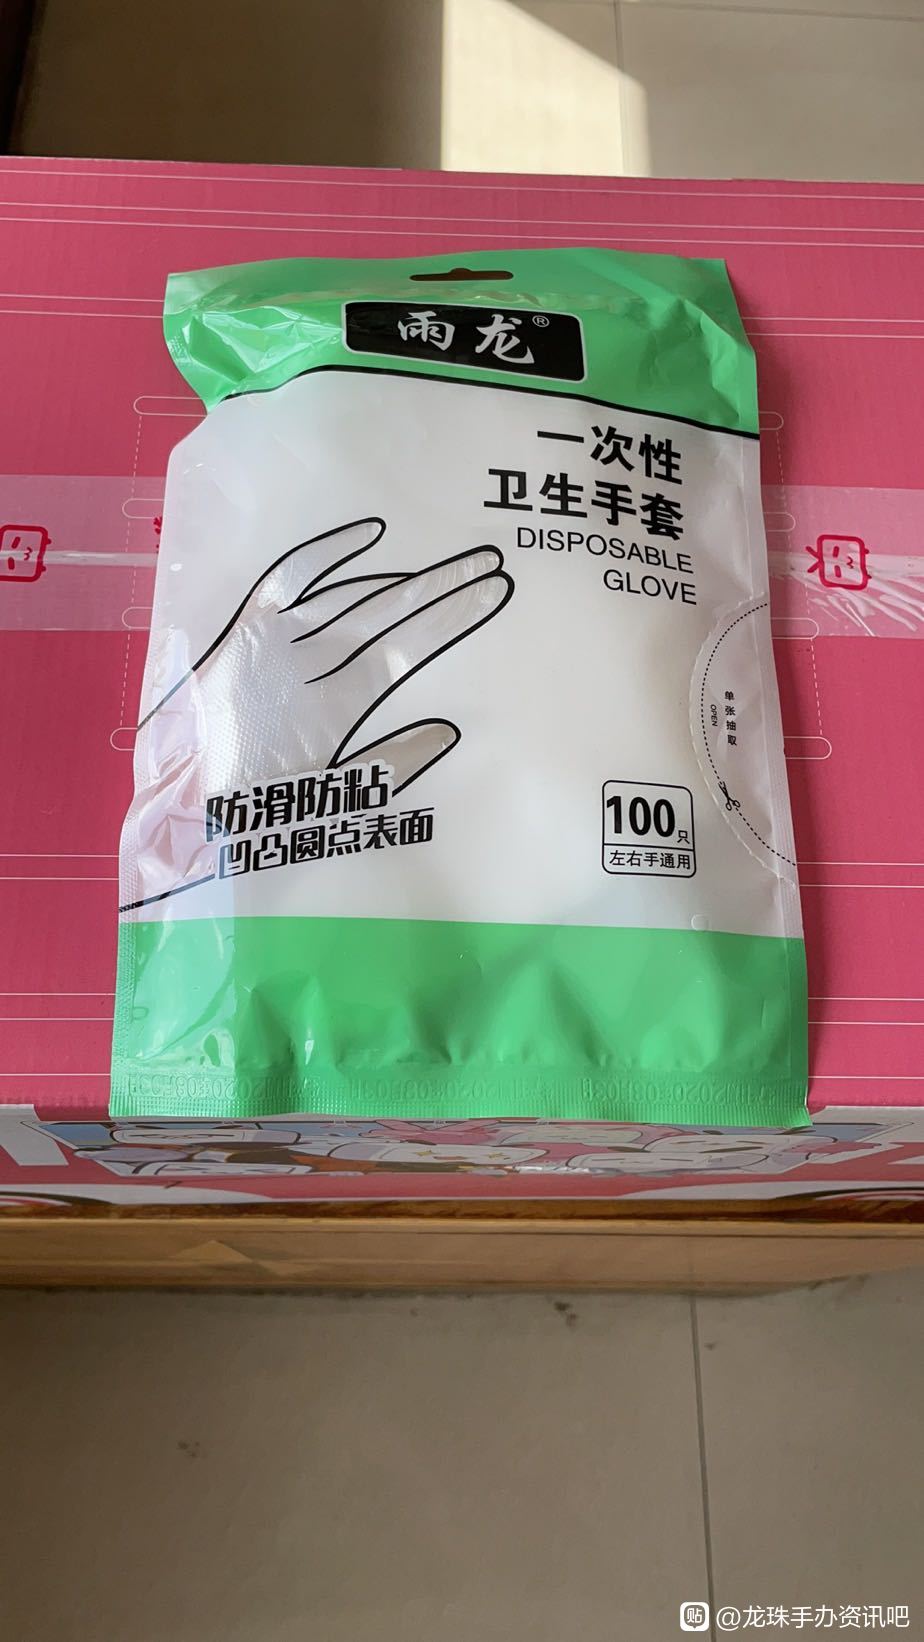 雨龙®
一次性
卫生手套
DISPOSABLE
GLOVE
单张抽取
OPEN
防滑防粘
凹凸圆点表面
100只
左右手通用
@龙珠手办资讯吧